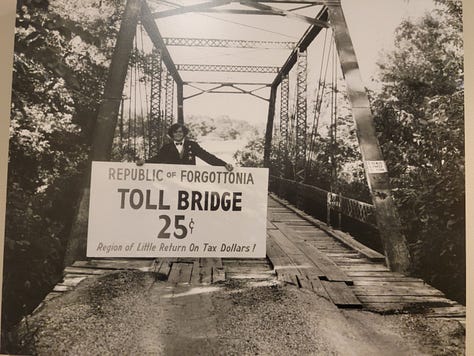 REPUBLIC OF FORGOTTONIA
TOLL BRIDGE
25¢
Region of Little Return On Tax Dollars!